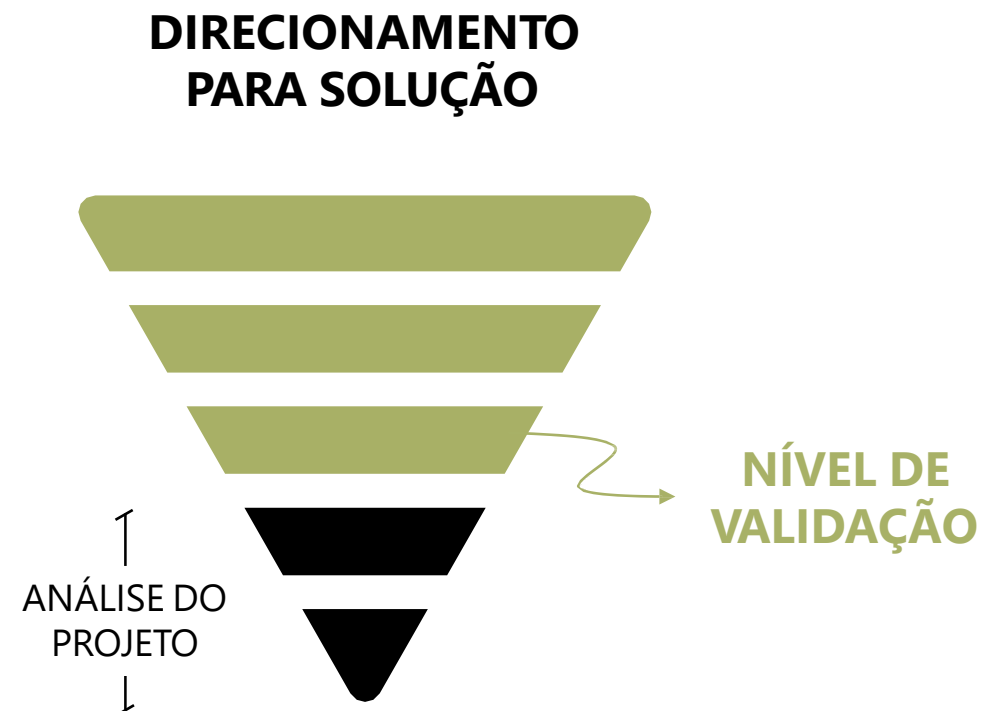 DIRECIONAMENTO
PARA SOLUÇÃO
NÍVEL DE
VALIDAÇÃO
ANÁLISE DO
PROJETO